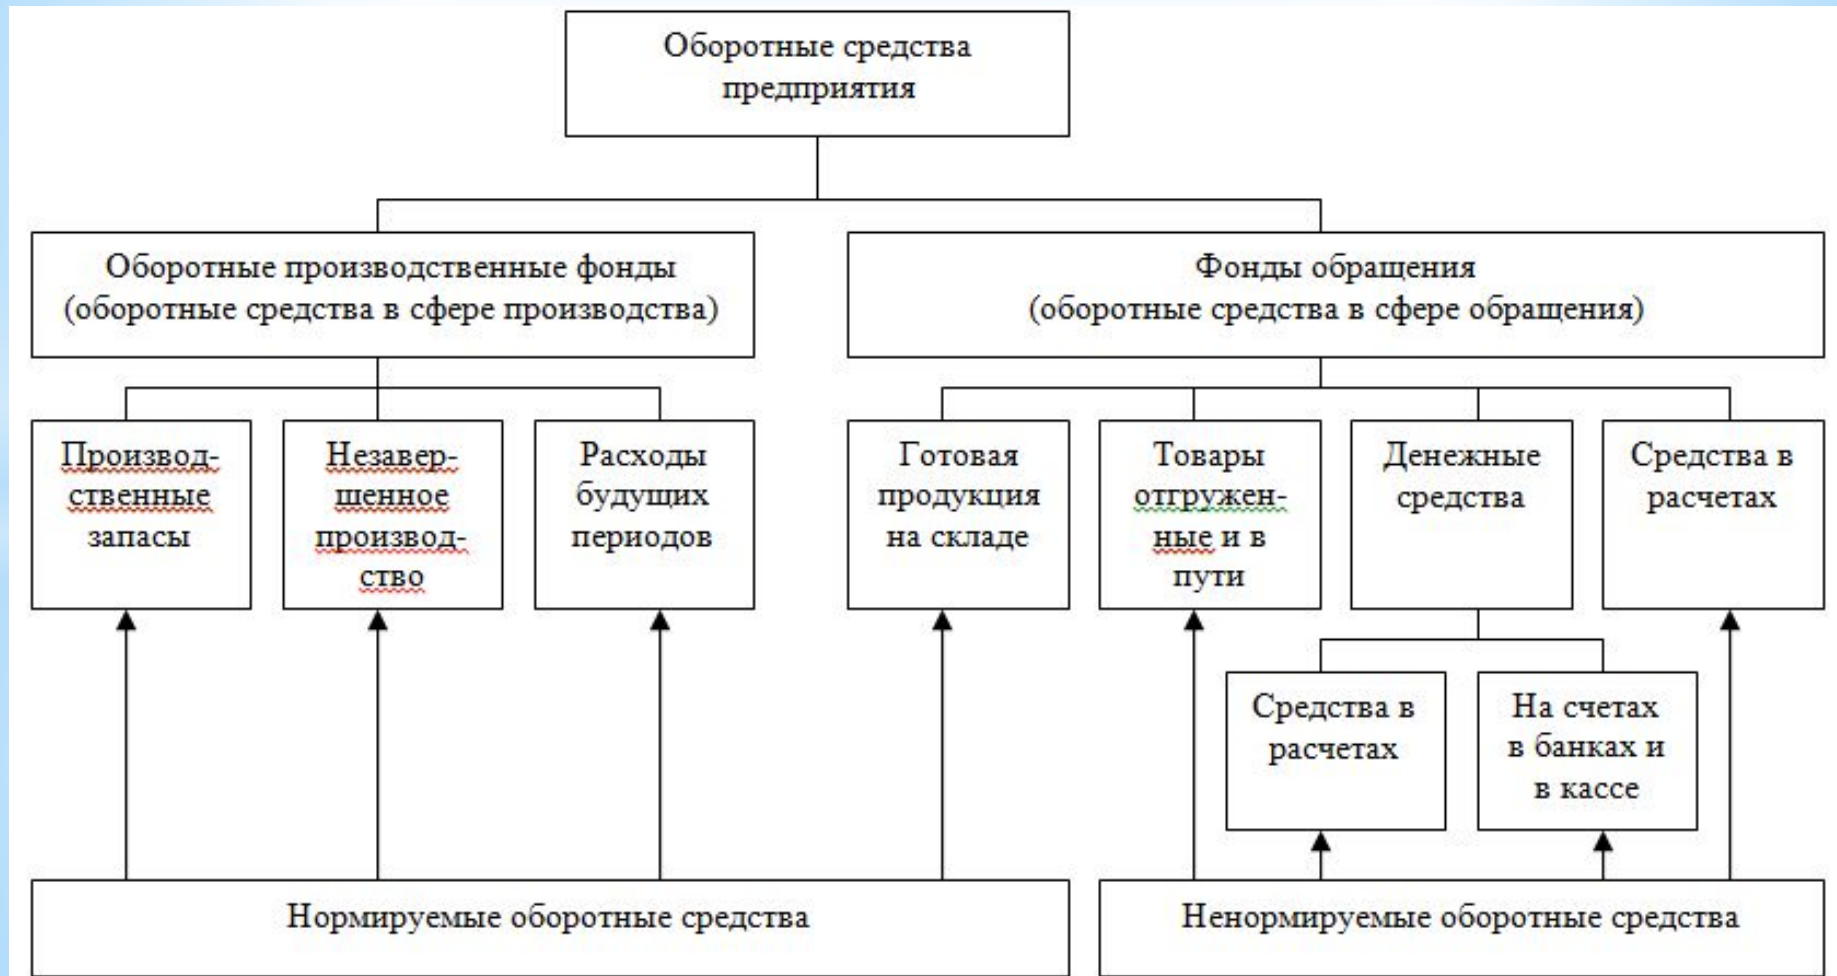 Оборотные средства
предприятия
Оборотные производственные фонды
(оборотные средства в сфере производства)
Фонды обращения
(оборотные средства в сфере обращения)
Производ-
ственные
запасы
Незавер-
шенное
производ-
ство
Расходы
будущих
периодов
Готовая
продукция
на складе
Товары
отгружен-
ные и в
пути
Денежные
средства
Средства в
расчетах
Средства в
расчетах
На счетах
в банках и
в кассе
Нормируемые оборотные средства
Ненормируемые оборотные средства